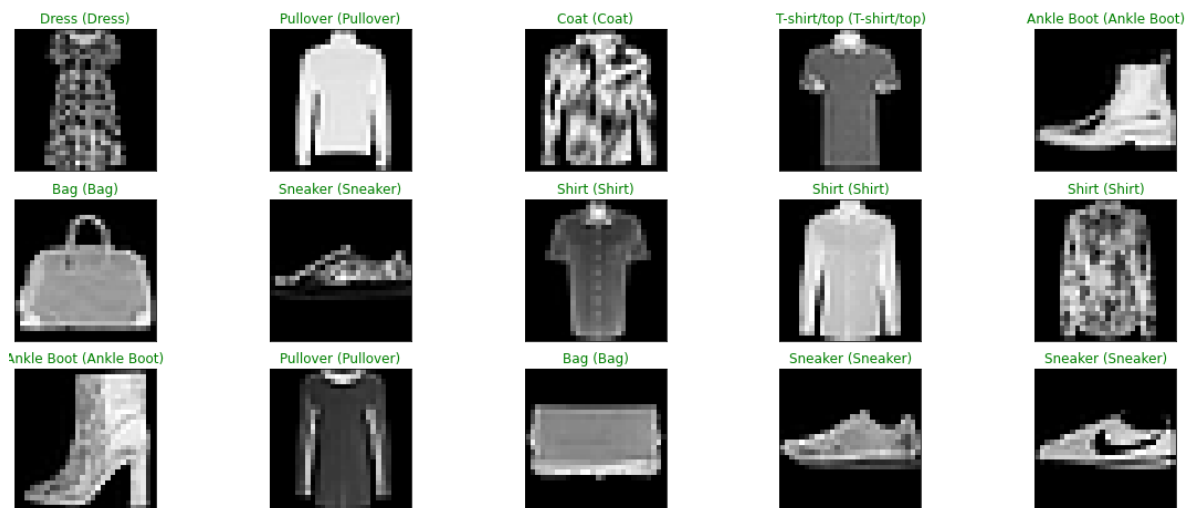 Dress (Dress)
Pullover (Pullover)
Coat (Coat)
T-shirt/top (T-shirt/top)
Ankle Boot (Ankle Boot)
Bag (Bag)
Sneaker (Sneaker)
Shirt (Shirt)
Shirt (Shirt)
Shirt (Shirt)
Ankle Boot (Ankle Boot)
Pullover (Pullover)
Bag (Bag)
Sneaker (Sneaker)
Sneaker (Sneaker)